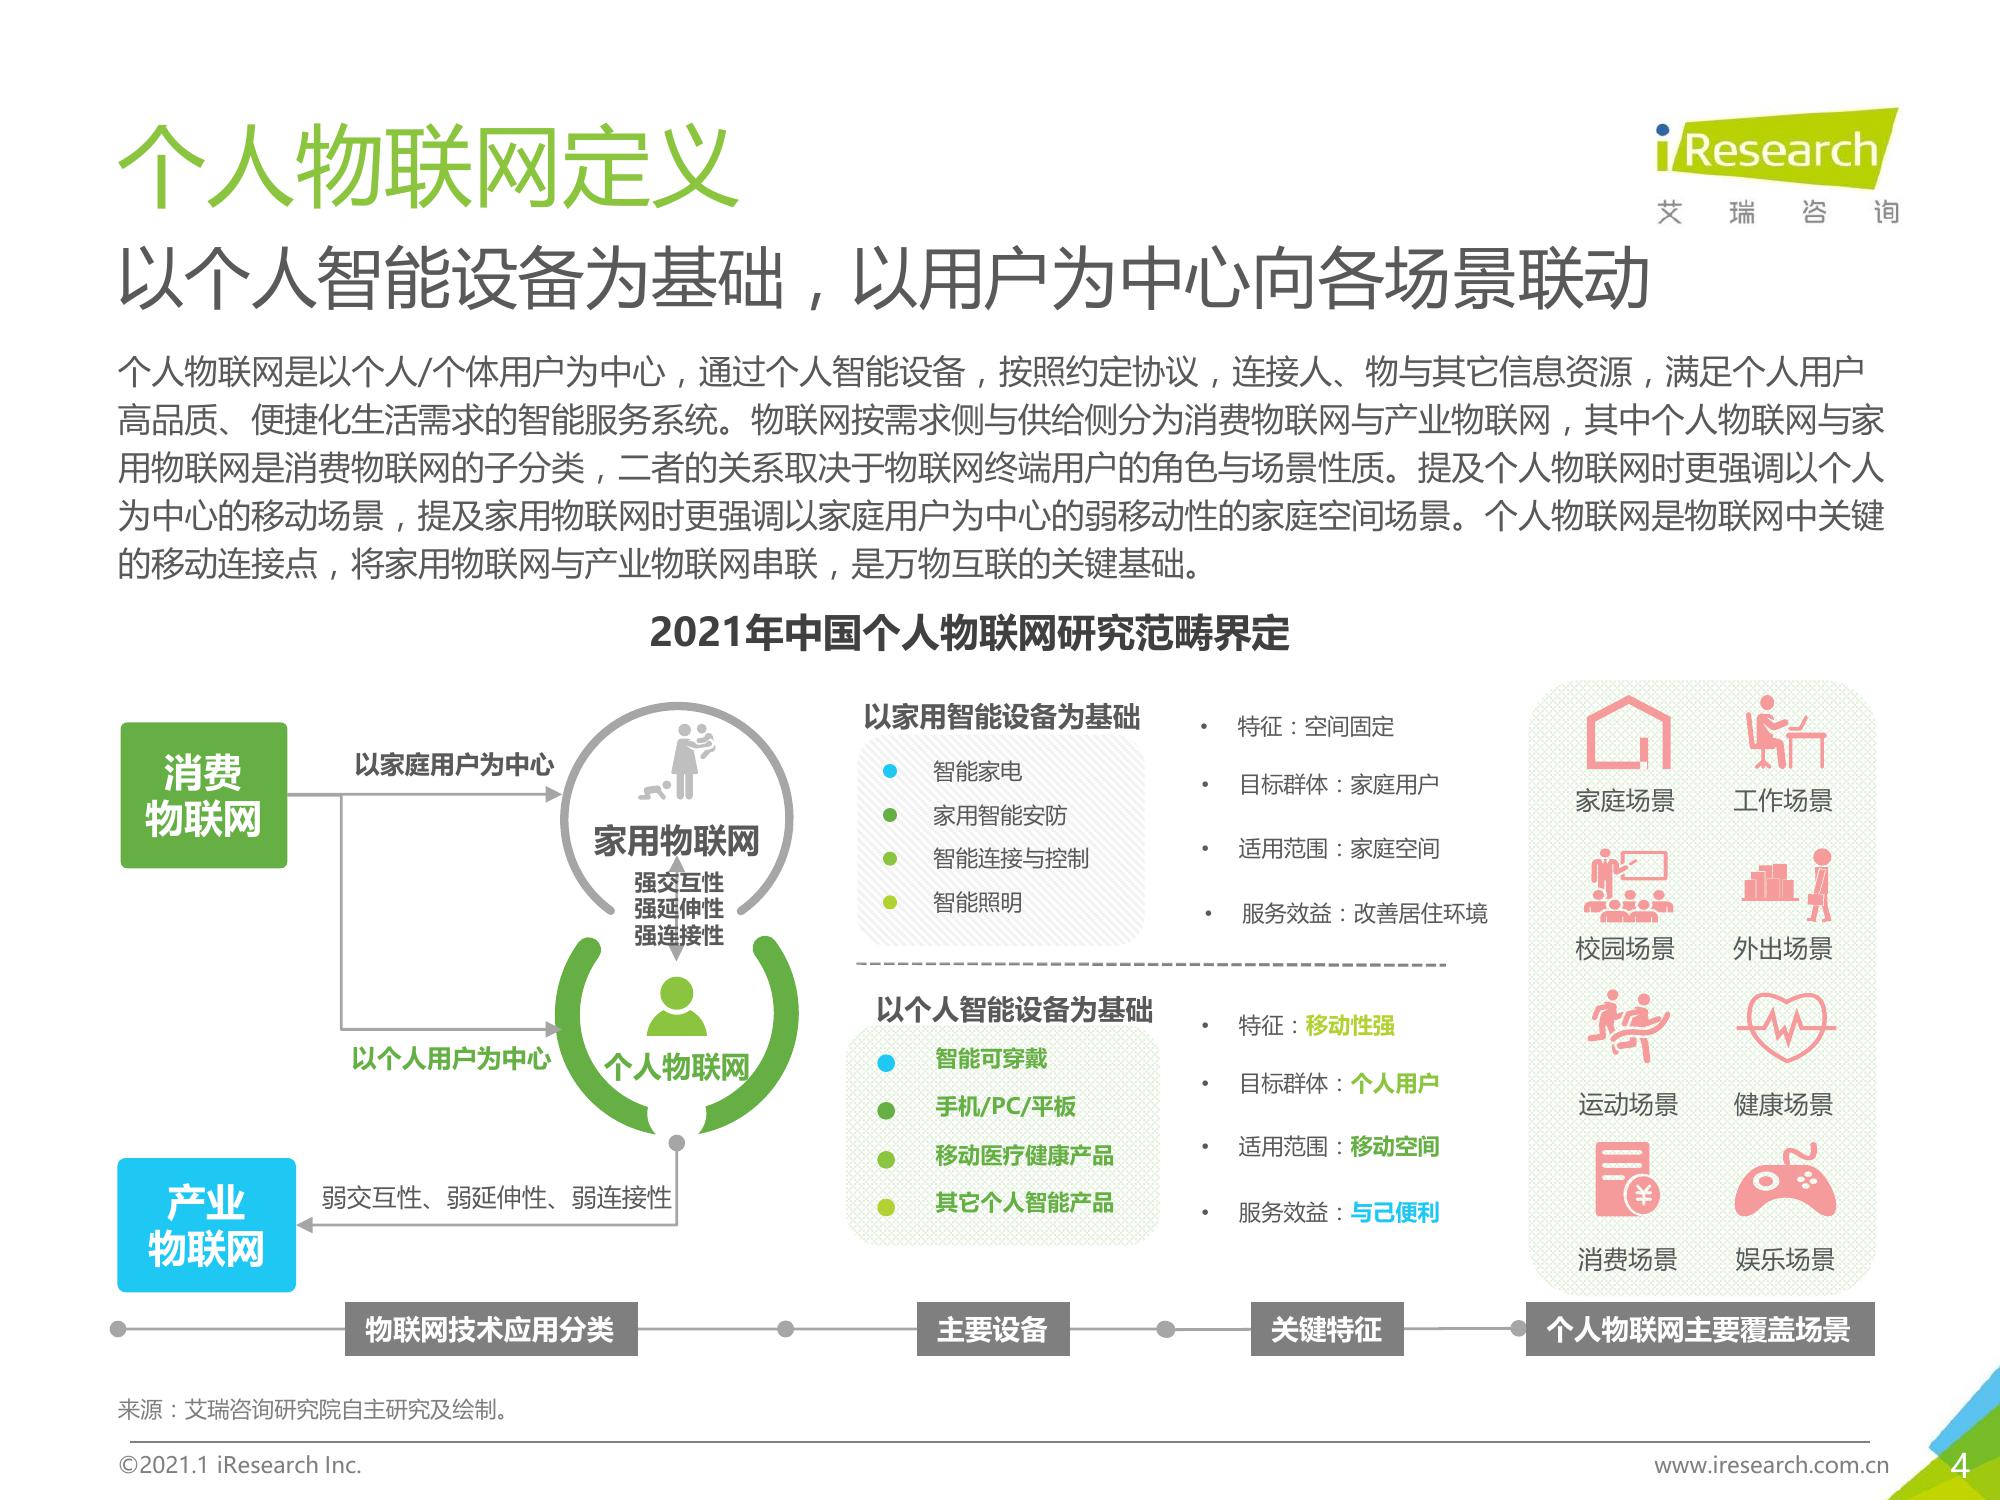 个人物联网定义
iResearch
艾瑞咨询
以个人智能设备为基础，以用户为中心向各场景联动
个人物联网是以个人/个体用户为中心，通过个人智能设备，按照约定协议，连接人、物与其它信息资源，满足个人用户
高品质、便捷化生活需求的智能服务系统。物联网按需求侧与供给侧分为消费物联网与产业物联网，其中个人物联网与家
用物联网是消费物联网的子分类，二者的关系取决于物联网终端用户的角色与场景性质。提及个人物联网时更强调以个人
为中心的移动场景，提及家用物联网时更强调以家庭用户为中心的弱移动性的家庭空间场景。个人物联网是物联网中关键
的移动连接点，将家用物联网与产业物联网串联，是万物互联的关键基础。
2021年中国个人物联网研究范畴界定
消费
物联网
以家庭用户为中心
家用物联网
强交互性
强延伸性
强连接性
以个人用户为中心
个人物联网
产业
物联网
弱交互性、弱延伸性、弱连接性
以家用智能设备为基础
智能家电
家用智能安防
智能连接与控制
智能照明
• 特征：空间固定
• 目标群体：家庭用户
• 适用范围：家庭空间
• 服务效益：改善居住环境
以个人智能设备为基础
智能可穿戴
手机/PC/平板
移动医疗健康产品
其它个人智能产品
• 特征：移动性强
• 目标群体：个人用户
• 适用范围：移动空间
• 服务效益：与己便利
家庭场景
工作场景
校园场景
外出场景
运动场景
健康场景
¥
消费场景
娱乐场景
物联网技术应用分类
主要设备
关键特征
个人物联网主要覆盖场景
来源：艾瑞咨询研究院自主研究及绘制。
©2021.1 iResearch Inc.
www.iresearch.com.cn
4